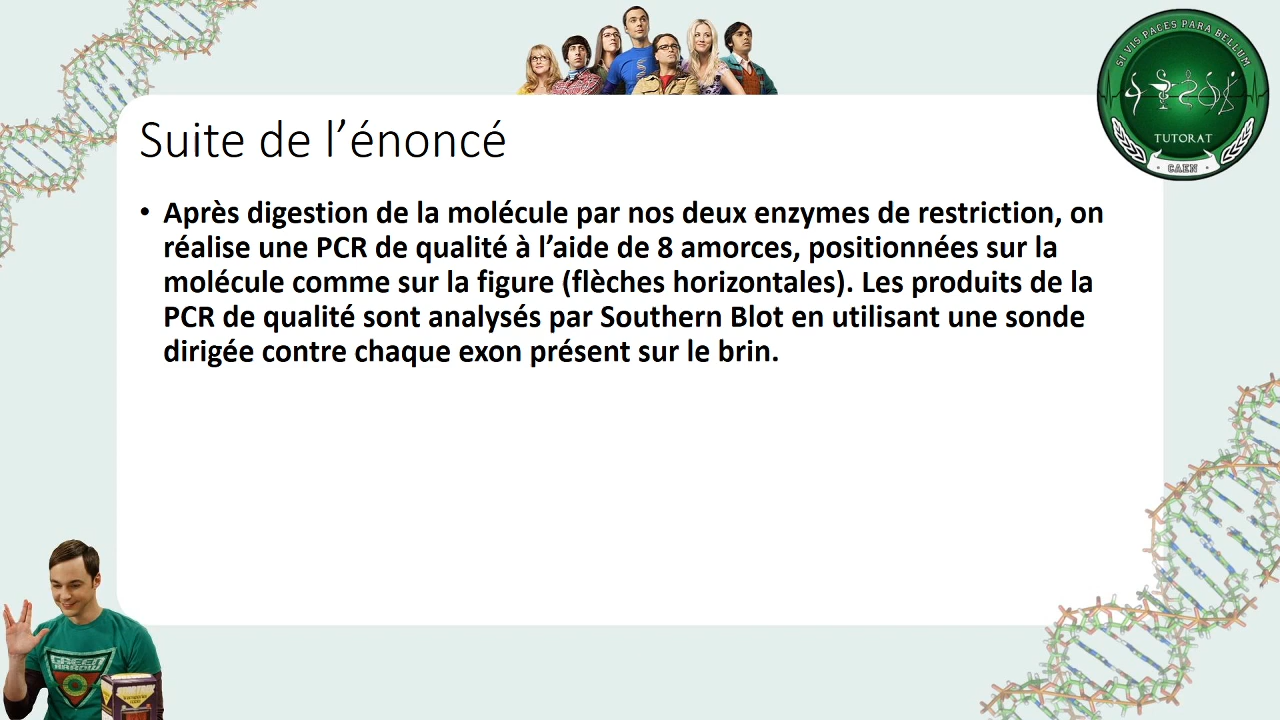 SI VIS PACES PARA BELLUM
TUTORAT
CAEN
Suite de l’énoncé
• Après digestion de la molécule par nos deux enzymes de restriction, on
réalise une PCR de qualité à l’aide de 8 amorces, positionnées sur la
molécule comme sur la figure (flèches horizontales). Les produits de la
PCR de qualité sont analysés par Southern Blot en utilisant une sonde
dirigée contre chaque exon présent sur le brin.
GREEN
ARROW